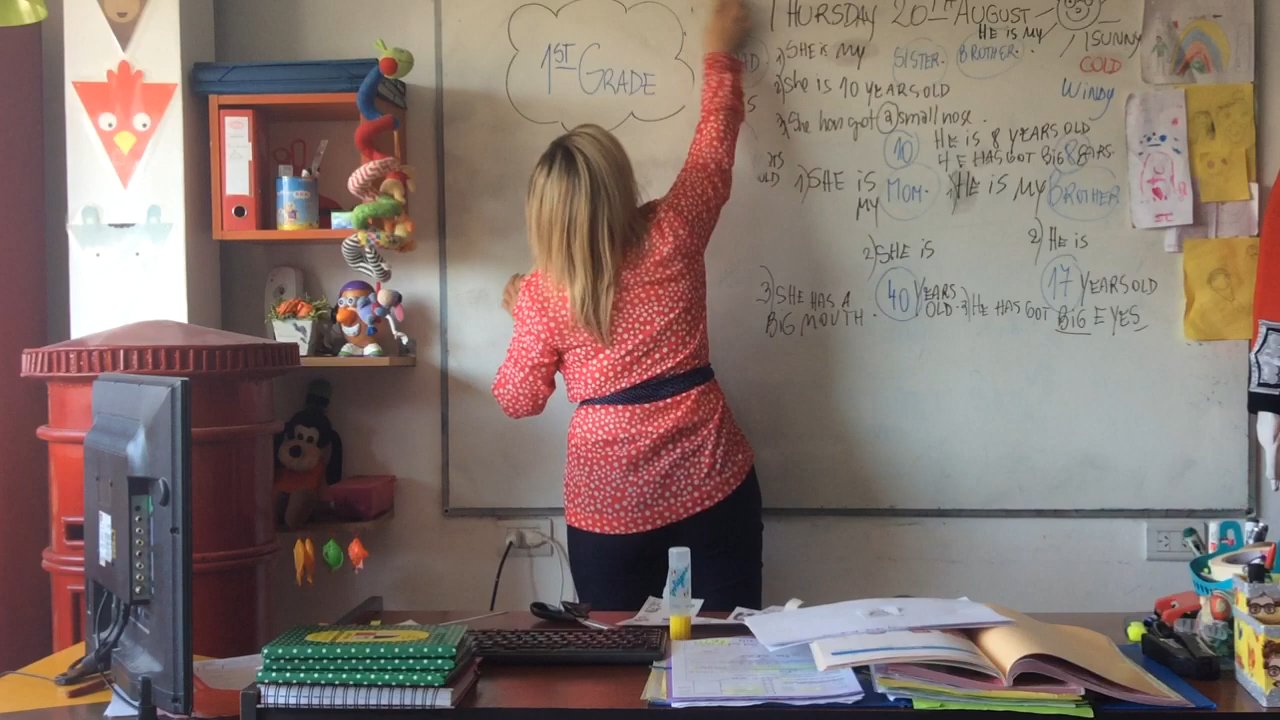 1ST GRADE
THURSDAY 20TH AUGUST
HE IS MY
1) SHE IS MY SISTER. BROTHER.
SUNNY
COLD
WINDY
2) She is 10 YEARS OLD
3) She has got a small nose.
10
HE IS 8 YEARS OLD
HE HAS GOT BIG EARS.
1) SHE IS MY MOM.
1) HE IS MY BROTHER
2) SHE IS 40 YEARS OLD.
2) HE IS 17 YEARS OLD
3) SHE HAS A BIG MOUTH.
3) HE HAS GOT BIG EYES